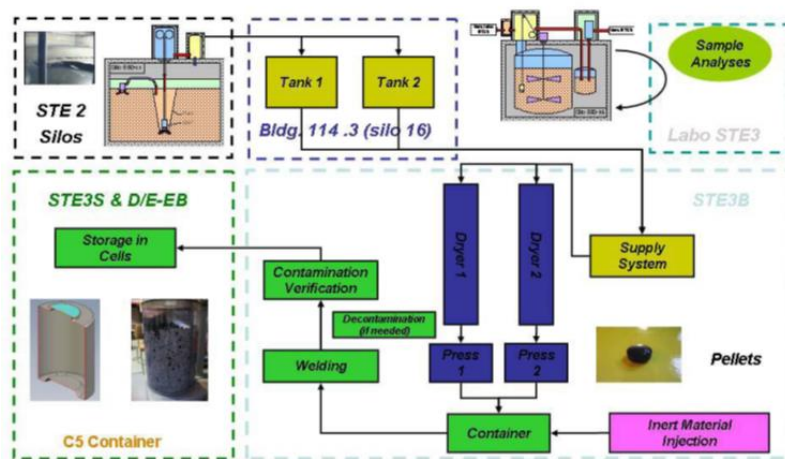 STE 2
Silos
Tank 1
Tank 2
Bldg. 114 .3 (silo 16)
Sample
Analyses
Labo STE3
STE3S & D/E-EB
Storage in
Cells
Contamination
Verification
Decontamination
(if needed)
Welding
C5 Container
STE3B
Dryer 1
Dryer 2
Supply
System
Press
1
Press
2
Pellets
Container
Inert Material
Injection